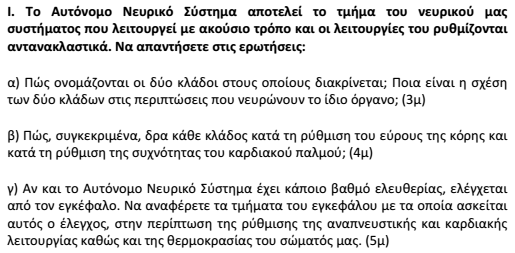 Ι. Το Αυτόνομο Νευρικό Σύστημα αποτελεί το τμήμα του νευρικού μας
συστήματος που λειτουργεί με ακούσιο τρόπο και οι λειτουργίες του ρυθμίζονται
αντανακλαστικά. Να απαντήσετε στις ερωτήσεις:
α) Πώς ονομάζονται οι δύο κλάδοι στους οποίους διακρίνεται; Ποια είναι η σχέση
των δύο κλάδων στις περιπτώσεις που νευρώνουν το ίδιο όργανο; (3μ)
β) Πώς, συγκεκριμένα, δρα κάθε κλάδος κατά τη ρύθμιση του εύρους της κόρης και
κατά τη ρύθμιση της συχνότητας του καρδιακού παλμού; (4μ)
γ) Αν και το Αυτόνομο Νευρικό Σύστημα έχει κάποιο βαθμό ελευθερίας, ελέγχεται
από τον εγκέφαλο. Να αναφέρετε τα τμήματα του εγκεφάλου με τα οποία ασκείται
αυτός ο έλεγχος, στην περίπτωση της ρύθμισης της αναπνευστικής και καρδιακής
λειτουργίας καθώς και της θερμοκρασίας του σώματός μας. (5μ)